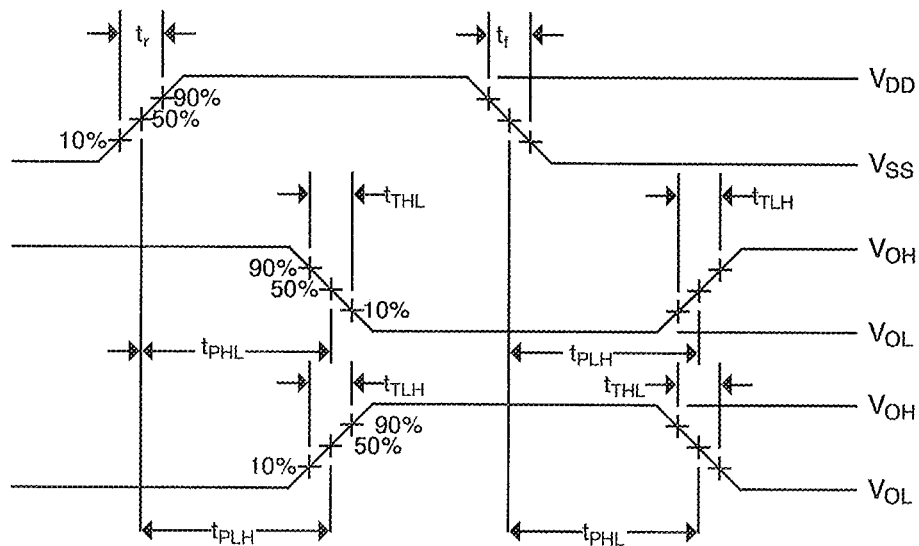 tr
tf
VDD
90%
50%
10%
VSS
tTHL
tTLH
VOH
90%
50%
10%
VOL
tPHL
tPLH
tTLH
tTHL
VOH
90%
50%
10%
VOL
tPLH
tPHL